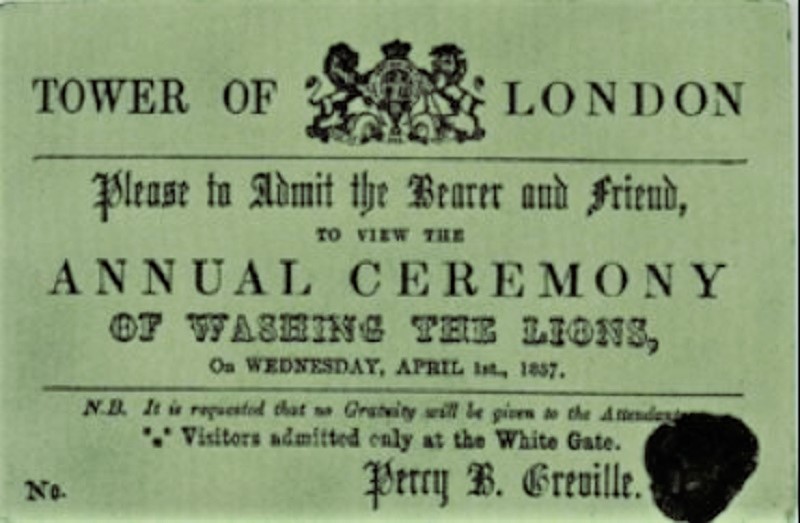 TOWER OF LONDON
Please to Admit the Bearer and Friend,
TO VIEW THE
ANNUAL CEREMONY
OF WASHING THE LIONS,
On WEDNESDAY, APRIL 1st., 1857.
N.B. It is requested that no Gratuity will be given to the Attendants
⁂ Visitors admitted only at the White Gate.
Percy B. Greville.
No.